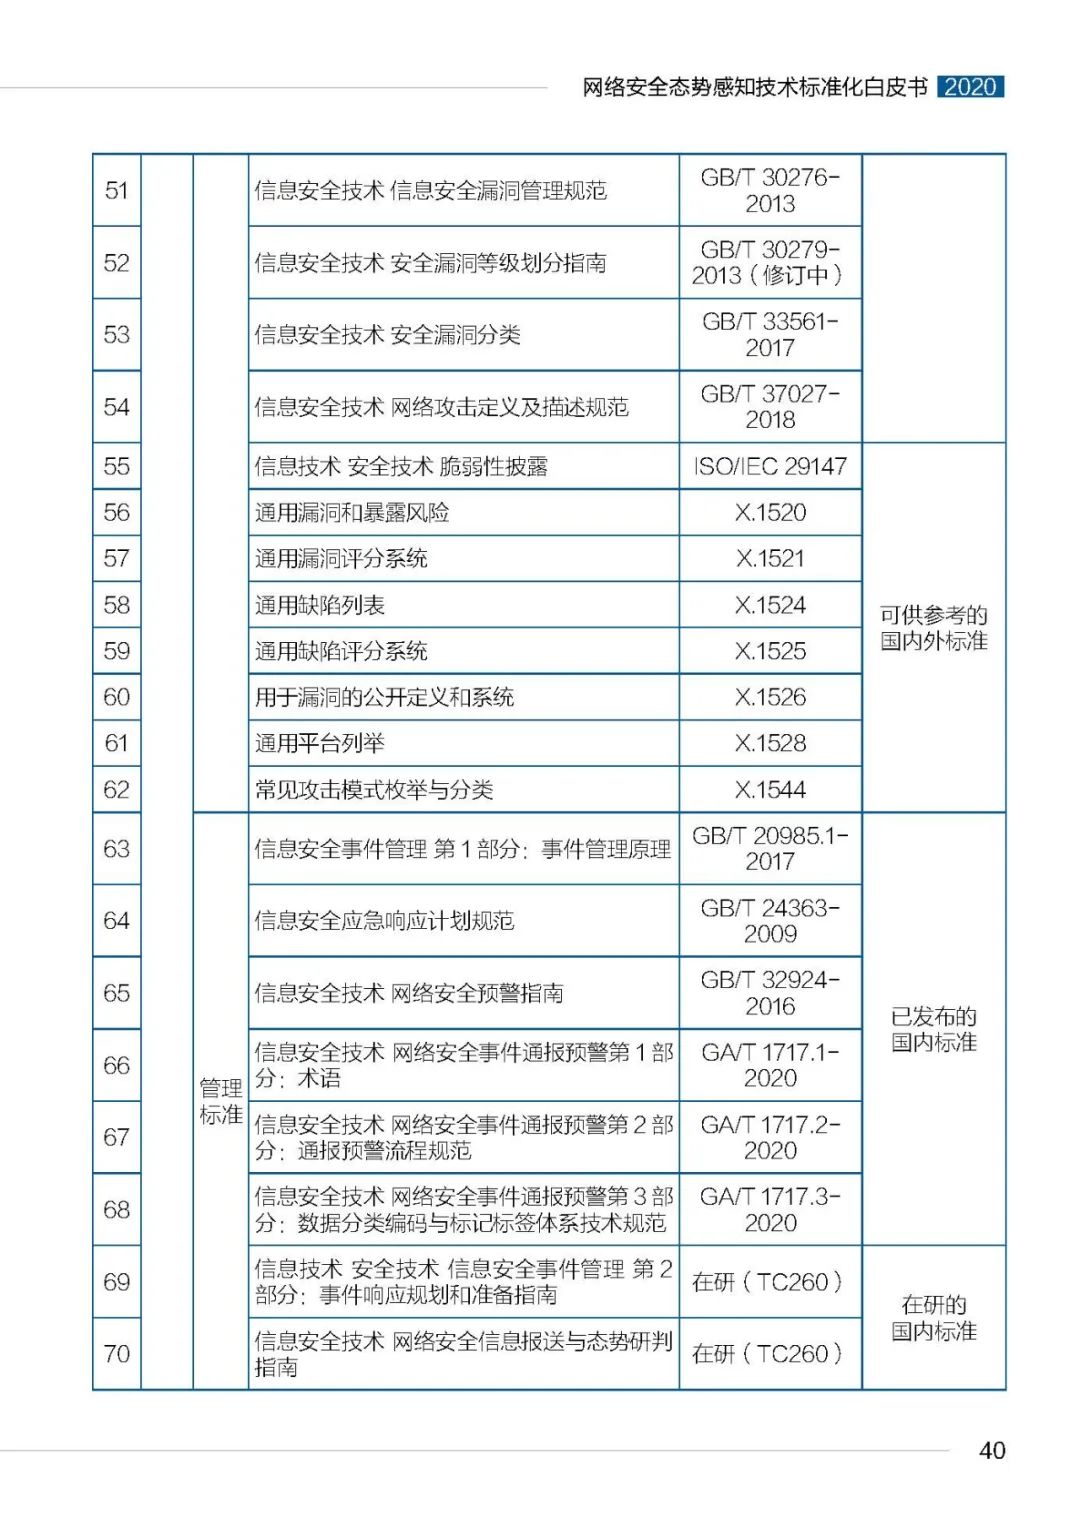 网络安全态势感知技术标准化白皮书 2020
51 信息安全技术 信息安全漏洞管理规范 GB/T 30276-
2013
52 信息安全技术 安全漏洞等级划分指南 GB/T 30279-
2013（修订中）
53 信息安全技术 安全漏洞分类 GB/T 33561-
2017
54 信息安全技术 网络攻击定义及描述规范 GB/T 37027-
2018
55 信息技术 安全技术 脆弱性披露 ISO/IEC 29147
56 通用漏洞和暴露风险 X.1520
57 通用漏洞评分系统 X.1521
58 通用缺陷列表 X.1524
可供参考的
国内外标准
59 通用缺陷评分系统 X.1525
60 用于漏洞的公开定义和系统 X.1526
61 通用平台列举 X.1528
62 常见攻击模式枚举与分类 X.1544
63 信息安全事件管理 第 1 部分：事件管理原理 GB/T 20985.1-
2017
64 信息安全应急响应计划规范 GB/T 24363-
2009
65 信息安全技术 网络安全预警指南 GB/T 32924-
2016
已发布的
国内标准
66 信息安全技术 网络安全事件通报预警第 1 部
分：术语
GA/T 1717.1-
2020
管理
标准
67 信息安全技术 网络安全事件通报预警第 2 部
分：通报预警流程规范
GA/T 1717.2-
2020
68 信息安全技术 网络安全事件通报预警第 3 部
分：数据分类编码与标记标签体系技术规范
GA/T 1717.3-
2020
69 信息技术 安全技术 信息安全事件管理 第 2
部分：事件响应规划和准备指南
在研（TC260）
在研的
国内标准
70 信息安全技术 网络安全信息报送与态势研判
指南
在研（TC260）
40